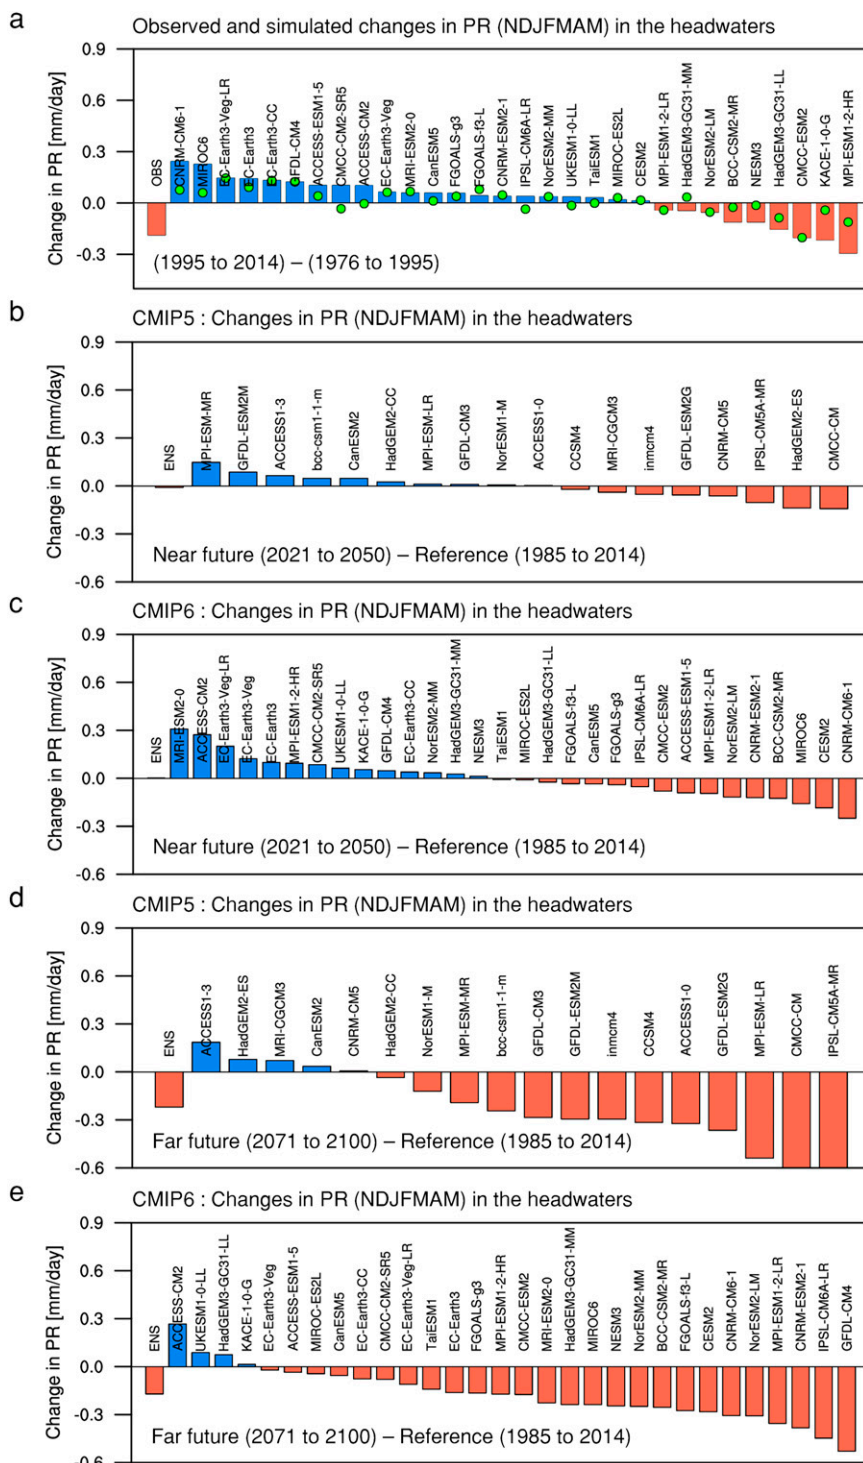 a
Observed and simulated changes in PR (NDJFMAM) in the headwaters
Change in PR [mm/day]
0.9
0.6
0.3
0.0
-0.3
OBS
CNRM-CM6-1
MIROC6
EC-Earth3-Veg-LR
EC-Earth3
EC-Earth3-CC
GFDL-CM4
ACCESS-ESM1-5
CMCC-CM2-SR5
ACCESS-CM2
EC-Earth3-Veg
MRI-ESM2-0
CanESM5
FGOALS-g3
FGOALS-f3-L
CNRM-ESM2-1
IPSL-CM6A-LR
NorESM2-MM
UKESM1-0-LL
TaiESM1
MIROC-ES2L
CESM2
MPI-ESM1-2-LR
HadGEM3-GC31-MM
NorESM2-LM
BCC-CSM2-MR
NESM3
HadGEM3-GC31-LL
CMCC-ESM2
KACE-1-0-G
MPI-ESM1-2-HR
(1995 to 2014) – (1976 to 1995)
b
CMIP5 : Changes in PR (NDJFMAM) in the headwaters
Change in PR [mm/day]
0.9
0.6
0.3
0.0
-0.3
-0.6
ENS
MPI-ESM-MR
GFDL-ESM2M
ACCESS1-3
bcc-csm1-1-m
CanESM2
HadGEM2-CC
MPI-ESM-LR
GFDL-CM3
NorESM1-M
ACCESS1-0
CCSM4
MRI-CGCM3
inmcm4
GFDL-ESM2G
CNRM-CM5
IPSL-CM5A-MR
HadGEM2-ES
CMCC-CM
Near future (2021 to 2050) – Reference (1985 to 2014)
c
CMIP6 : Changes in PR (NDJFMAM) in the headwaters
Change in PR [mm/day]
0.9
0.6
0.3
0.0
-0.3
-0.6
ENS
MRI-ESM2-0
ACCESS-CM2
EC-Earth3-Veg-LR
EC-Earth3-Veg
EC-Earth3
MPI-ESM1-2-HR
CMCC-CM2-SR5
UKESM1-0-LL
KACE-1-0-G
GFDL-CM4
EC-Earth3-CC
NorESM2-MM
HadGEM3-GC31-MM
NESM3
TaiESM1
MIROC-ES2L
HadGEM3-GC31-LL
FGOALS-f3-L
CanESM5
FGOALS-g3
IPSL-CM6A-LR
CMCC-ESM2
ACCESS-ESM1-5
MPI-ESM1-2-LR
NorESM2-LM
CNRM-ESM2-1
BCC-CSM2-MR
MIROC6
CESM2
CNRM-CM6-1
Near future (2021 to 2050) – Reference (1985 to 2014)
d
CMIP5 : Changes in PR (NDJFMAM) in the headwaters
Change in PR [mm/day]
0.9
0.6
0.3
0.0
-0.3
-0.6
ENS
ACCESS1-3
HadGEM2-ES
MRI-CGCM3
CanESM2
CNRM-CM5
HadGEM2-CC
NorESM1-M
MPI-ESM-MR
bcc-csm1-1-m
GFDL-CM3
GFDL-ESM2M
inmcm4
CCSM4
ACCESS1-0
GFDL-ESM2G
MPI-ESM-LR
CMCC-CM
IPSL-CM5A-MR
Far future (2071 to 2100) – Reference (1985 to 2014)
e
CMIP6 : Changes in PR (NDJFMAM) in the headwaters
Change in PR [mm/day]
0.9
0.6
0.3
0.0
-0.3
-0.6
ENS
ACCESS-CM2
UKESM1-0-LL
HadGEM3-GC31-LL
KACE-1-0-G
EC-Earth3-Veg
ACCESS-ESM1-5
MIROC-ES2L
CanESM5
EC-Earth3-CC
CMCC-CM2-SR5
EC-Earth3-Veg-LR
TaiESM1
EC-Earth3
FGOALS-g3
MPI-ESM1-2-HR
CMCC-ESM2
MRI-ESM2-0
HadGEM3-GC31-MM
MIROC6
NESM3
NorESM2-MM
BCC-CSM2-MR
FGOALS-f3-L
CESM2
CNRM-CM6-1
NorESM2-LM
MPI-ESM1-2-LR
CNRM-ESM2-1
IPSL-CM6A-LR
GFDL-CM4
Far future (2071 to 2100) – Reference (1985 to 2014)